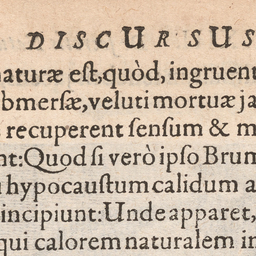 DISCURSUS
naturæ eſt,quòd, ingruent
bmerſæ,veluti mortuæ ja
recuperent ſenſum & m
nt:Quod ſi verò ipſo Brum
hypocauſtum calidum a
incipiunt:Unde apparet,
qui calorem naturalem in